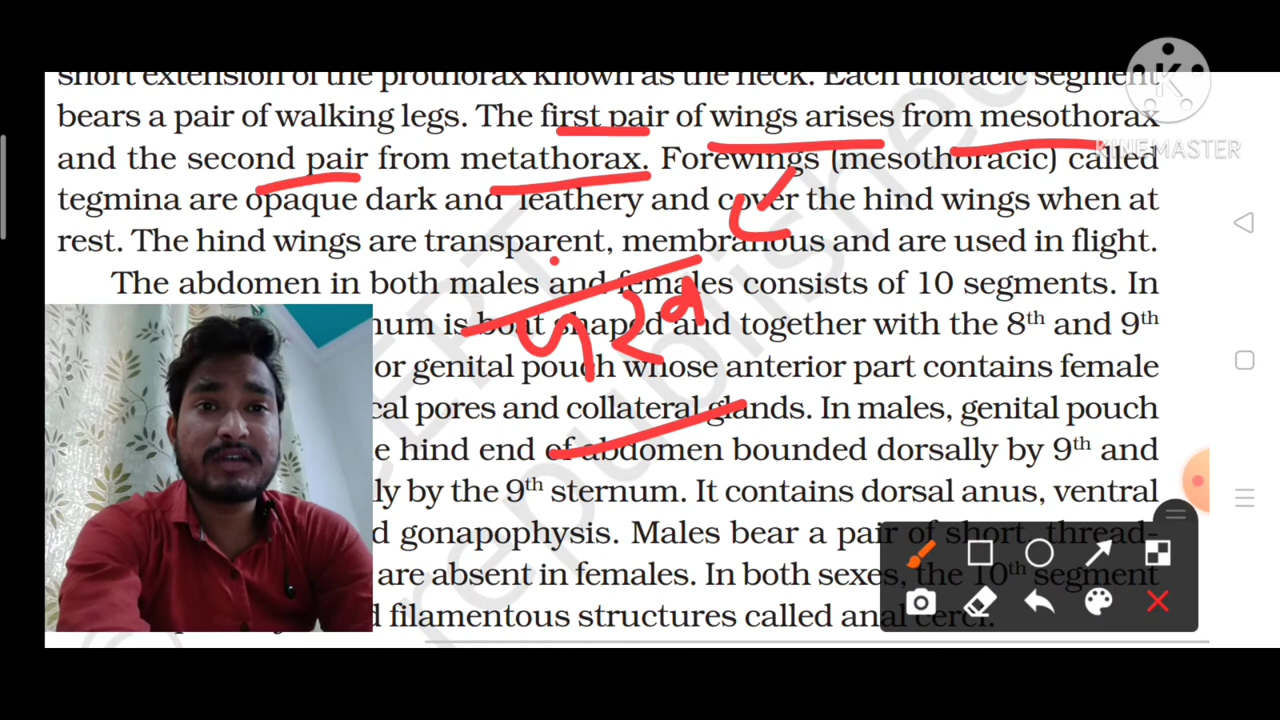 short extension of the prothorax known as the neck. Each thoracic segment
bears a pair of walking legs. The first pair of wings arises from mesothorax
and the second pair from metathorax. Forewings (mesothoracic) called
tegmina are opaque dark and leathery and cover the hind wings when at
rest. The hind wings are transparent, membranous and are used in flight.
The abdomen in both males and females consists of 10 segments. In
num is boat shaped and together with the 8th and 9th
or genital pouch whose anterior part contains female
cal pores and collateral glands. In males, genital pouch
e hind end of abdomen bounded dorsally by 9th and
ly by the 9th sternum. It contains dorsal anus, ventral
d gonapophysis. Males bear a pair of short, thread-
are absent in females. In both sexes, the 10th segment
d filamentous structures called anal cerci.
पंख
K
KINEMASTER